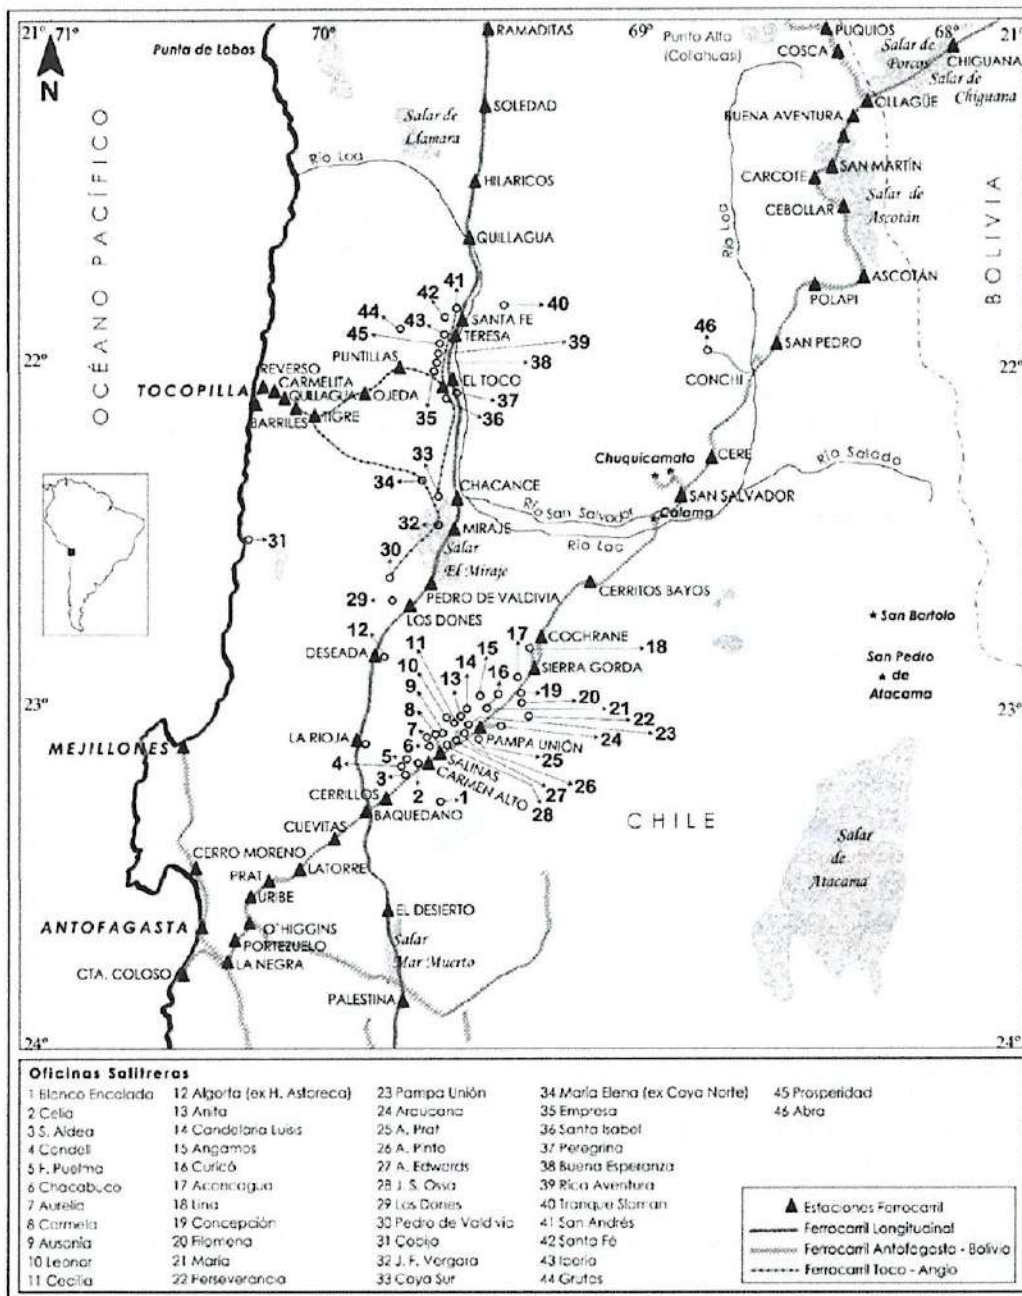 21° 71° 70 69 68 21°
Punta de Lobos
RAMADITAS
Punta Alto
(Collahuasi)
PUQUIOS
COSCA
Salar de
Porcos
CHIGUANA
Salar de
Chiguana
N
OCÉANO PACÍFICO
SOLEDAD
Salar de
Llamara
OLLAGÜE
BUENA AVENTURA
Río Loa
HILARICOS
SAN MARTÍN
CARCOTE
Salar de
Ascotán
CEBOLLAR
BOLIVIA
Río Loa
QUILLAGUA
ASCOTÁN
POLAPI
41
42
40
44
43
SANTA FE
TERESA
45
39
46
SAN PEDRO
22° 22°
PUNTILLAS
38
CONCHI
REVERSO
CARMELITA
EL TOCO
TOCOPILLA
QUILLAGUA
OJEDA
37
BARRILES
TIGRE
35
36
33
CERE
Chuquicamata
Río Salado
34
CHACANCE
SAN SALVADOR
Río San Salvador
Calama
32
MIRAJE
31
Río Loa
30
Salar
El Miraje
29
PEDRO DE VALDIVIA
CERRITOS BAYOS
LOS DONES
San Bartolo
12
17
COCHRANE
DESEADA
11
15
18
14
16
SIERRA GORDA
San Pedro
de
Atacama
10
13
9
19
20
23° 23°
8
21
22
MEJILLONES
LA RIOJA
7
24
23
6
PAMPA UNIÓN
5
SALINAS
25
4
CARMEN ALTO
26
3
27
2
1
28
CERRILLOS
BAQUEDANO
CHILE
CUEVITAS
Salar
de
Atacama
CERRO MORENO
PRAT
LATORRE
URIBE
EL DESIERTO
ANTOFAGASTA
O'HIGGINS
PORTEZUELO
Salar
Mar Muerto
CTA. COLOSO
LA NEGRA
PALESTINA
24° 24°
Oficinas Salitreras
1 Blanco Encalada
2 Celia
3 S. Aldea
4 Condell
5 F. Puelma
6 Chacabuco
7 Aurelia
8 Carmela
9 Ausonia
10 Leonor
11 Cecilia
12 Algorta (ex H. Astoreca)
13 Anita
14 Candelaria Luisis
15 Angamos
16 Curicó
17 Aconcagua
18 Lina
19 Concepción
20 Filomena
21 María
22 Perseverancia
23 Pampa Unión
24 Araucana
25 A. Prat
26 A. Pinto
27 A. Edwards
28 J. S. Ossa
29 Los Dones
30 Pedro de Valdivia
31 Cobija
32 J. F. Vergara
33 Coya Sur
34 María Elena (ex Coya Norte)
35 Empresa
36 Santa Isabel
37 Peregrina
38 Buena Esperanza
39 Rica Aventura
40 Tranque Sloman
41 San Andrés
42 Santa Fé
43 Iberia
44 Grutas
45 Prosperidad
46 Abra
Estaciones Ferrocarril
Ferrocarril Longitudinal
Ferrocarril Antofagasta - Bolivia
Ferrocarril Toco - Anglo